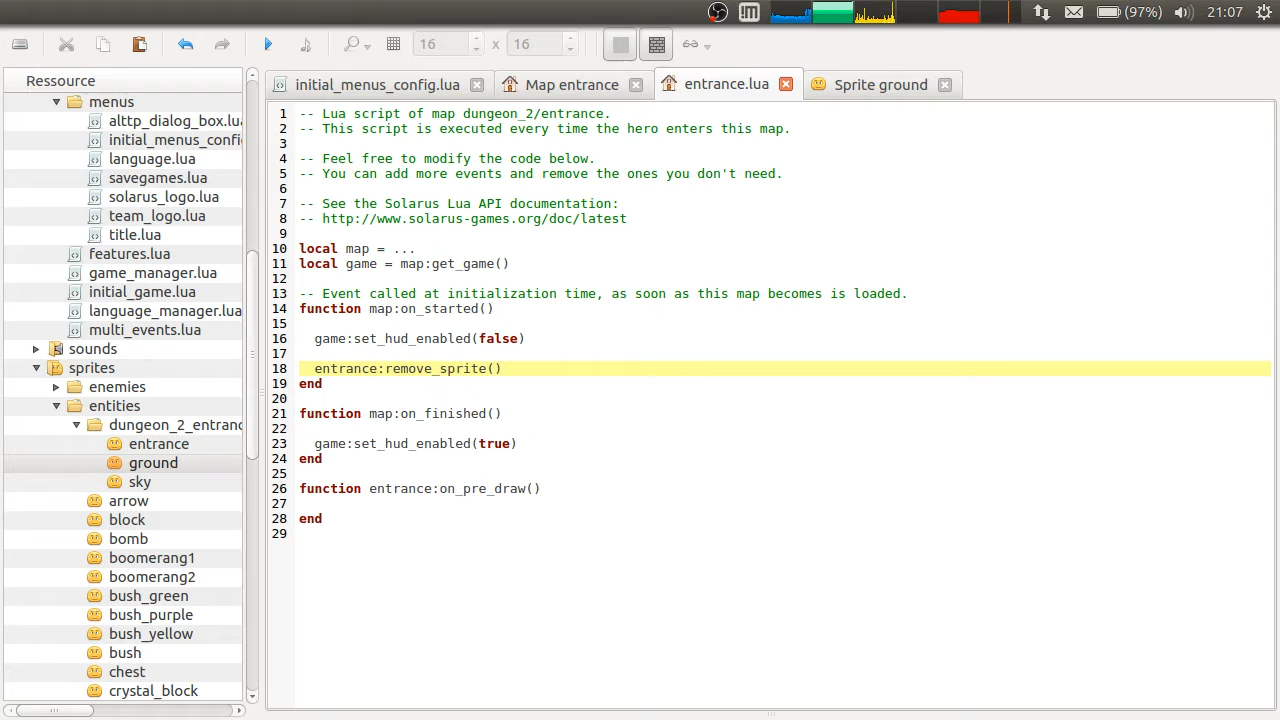 (97%) 21:07
16 x 16
Ressource
menus
alttp_dialog_box.lua
initial_menus_confi
language.lua
savegames.lua
solarus_logo.lua
team_logo.lua
title.lua
features.lua
game_manager.lua
initial_game.lua
language_manager.lua
multi_events.lua
sounds
sprites
enemies
entities
dungeon_2_entranc
entrance
ground
sky
arrow
block
bomb
boomerang1
boomerang2
bush_green
bush_purple
bush_yellow
bush
chest
crystal_block
initial_menus_config.lua Map entrance entrance.lua Sprite ground
1 -- Lua script of map dungeon_2/entrance.
2 -- This script is executed every time the hero enters this map.
3
4 -- Feel free to modify the code below.
5 -- You can add more events and remove the ones you don't need.
6
7 -- See the Solarus Lua API documentation:
8 -- http://www.solarus-games.org/doc/latest
9
10 local map = ...
11 local game = map:get_game()
12
13 -- Event called at initialization time, as soon as this map becomes is loaded.
14 function map:on_started()
15
16 game:set_hud_enabled(false)
17
18 entrance:remove_sprite()
19 end
20
21 function map:on_finished()
22
23 game:set_hud_enabled(true)
24 end
25
26 function entrance:on_pre_draw()
27
28 end
29